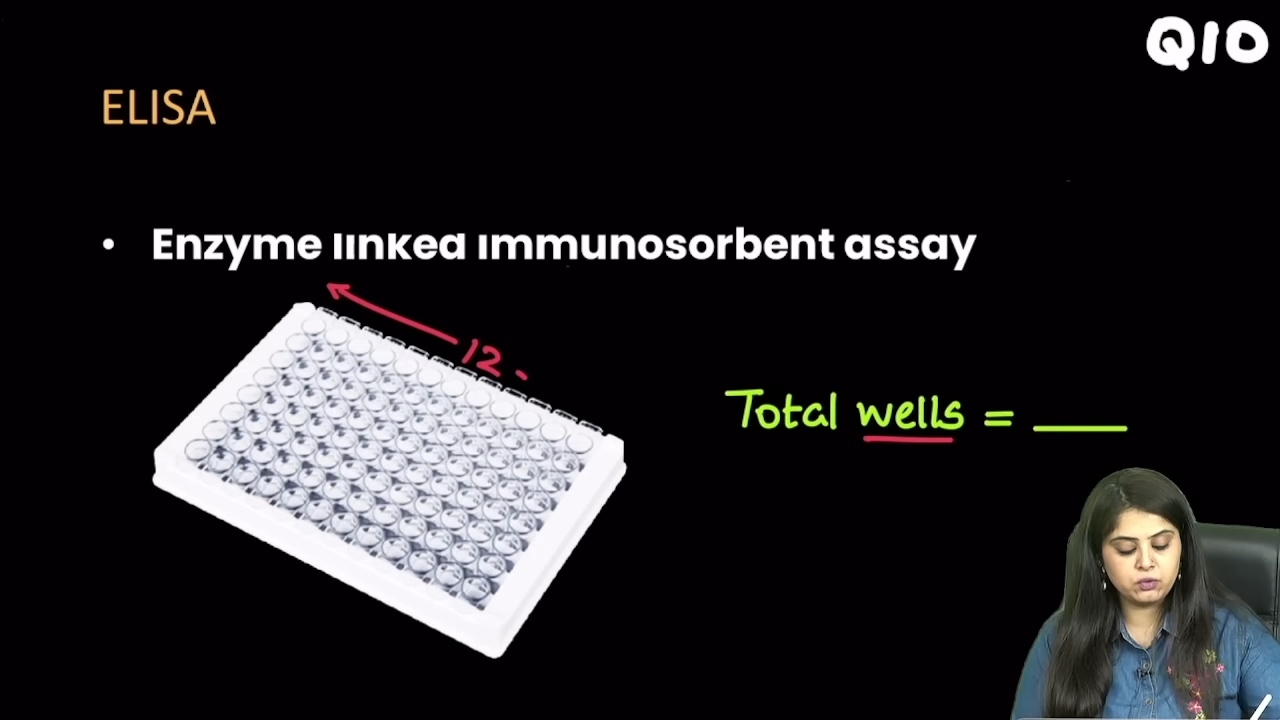 Q10
ELISA
• Enzyme linked immunosorbent assay
12
Total wells = ____